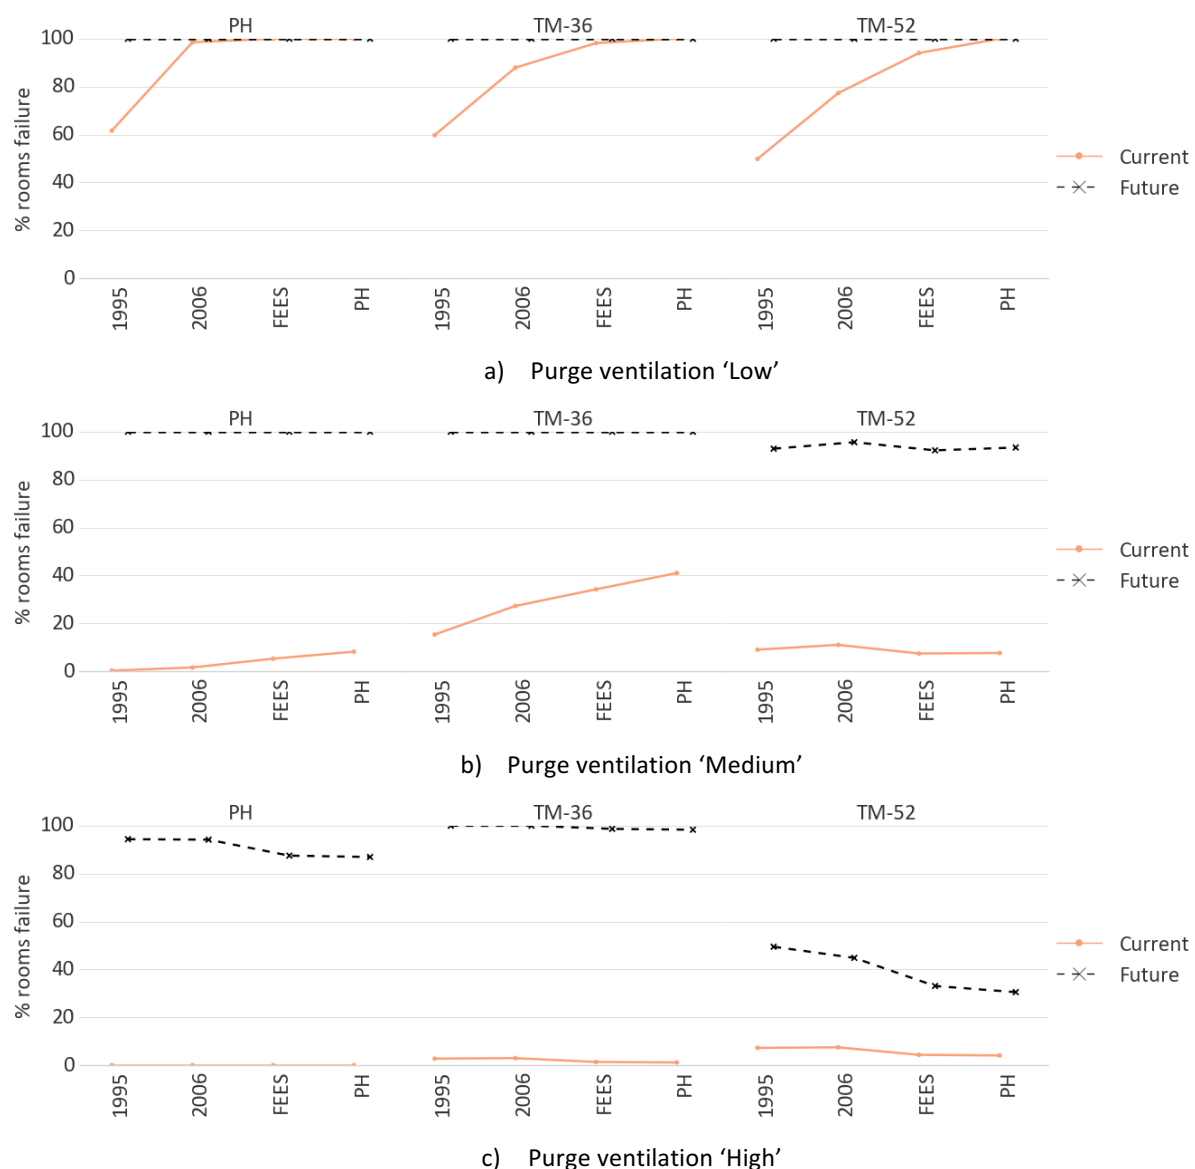 PH TM-36 TM-52
100
80
60
40
20
0
% rooms failure
1995 2006 FEES PH 1995 2006 FEES PH 1995 2006 FEES PH
Current
Future
a) Purge ventilation ‘Low’
PH TM-36 TM-52
100
80
60
40
20
0
% rooms failure
1995 2006 FEES PH 1995 2006 FEES PH 1995 2006 FEES PH
Current
Future
b) Purge ventilation ‘Medium’
PH TM-36 TM-52
100
80
60
40
20
0
% rooms failure
1995 2006 FEES PH 1995 2006 FEES PH 1995 2006 FEES PH
Current
Future
c) Purge ventilation ‘High’